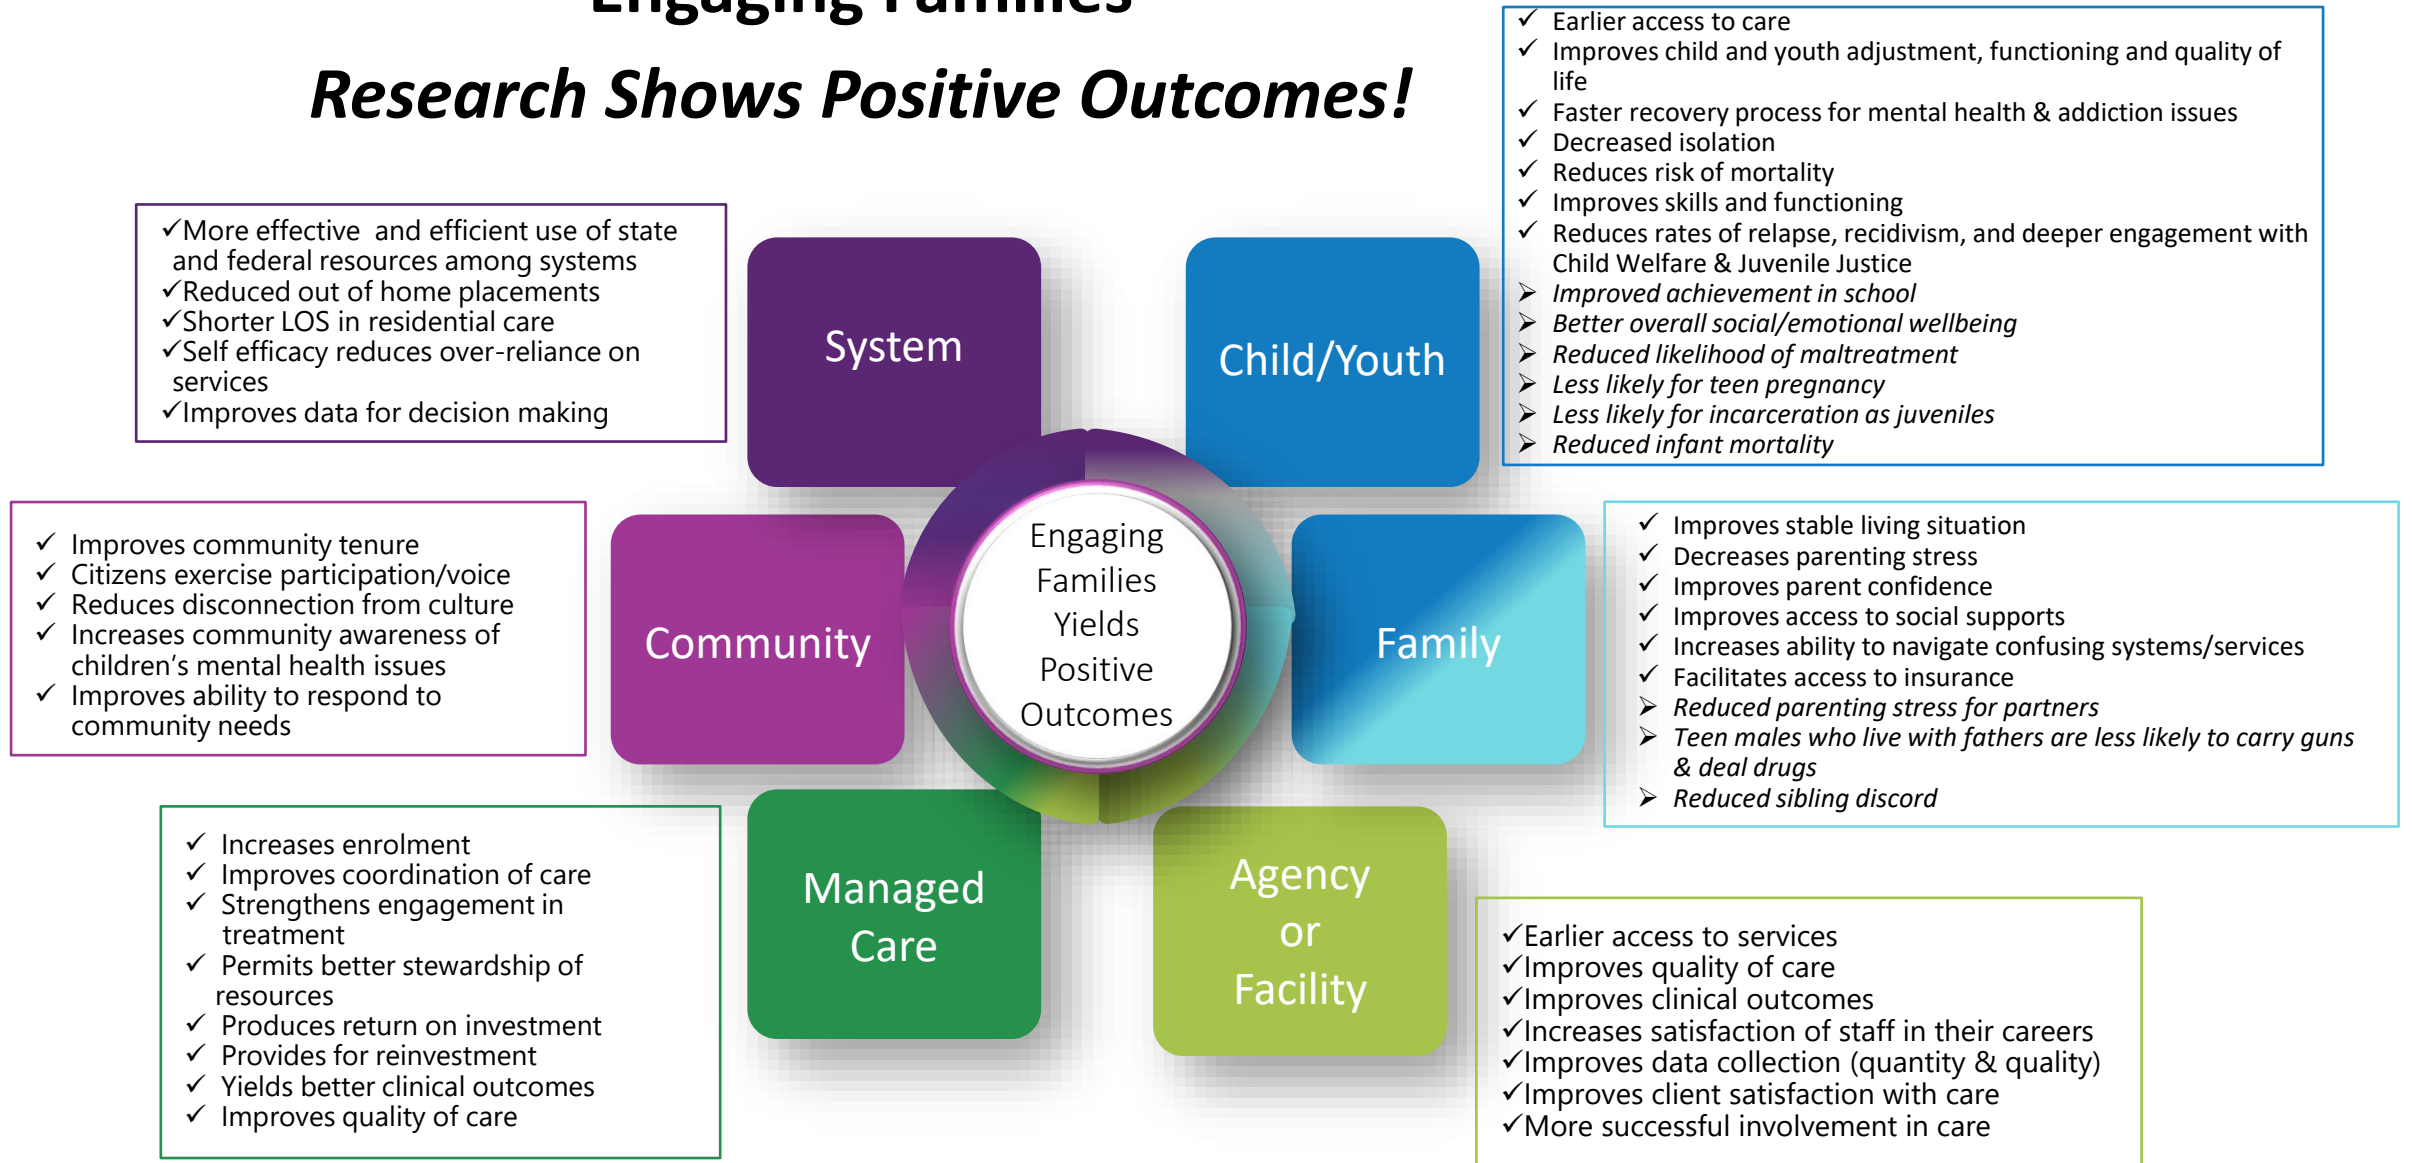 Engaging Families
Research Shows Positive Outcomes!
✓More effective  and efficient use of state
and federal resources among systems
✓Reduced out of home placements
✓Shorter LOS in residential care
✓Self efficacy reduces over-reliance on
services
✓Improves data for decision making
System
Child/Youth
✓ Earlier access to care
✓ Improves child and youth adjustment, functioning and quality of
life
✓ Faster recovery process for mental health & addiction issues
✓ Decreased isolation
✓ Reduces risk of mortality
✓ Improves skills and functioning
✓ Reduces rates of relapse, recidivism, and deeper engagement with
Child Welfare & Juvenile Justice
➢ Improved achievement in school
➢ Better overall social/emotional wellbeing
➢ Reduced likelihood of maltreatment
➢ Less likely for teen pregnancy
➢ Less likely for incarceration as juveniles
➢ Reduced infant mortality
✓ Improves community tenure
✓ Citizens exercise participation/voice
✓ Reduces disconnection from culture
✓ Increases community awareness of
children’s mental health issues
✓ Improves ability to respond to
community needs
Community
Engaging
Families
Yields
Positive
Outcomes
Family
✓ Improves stable living situation
✓ Decreases parenting stress
✓ Improves parent confidence
✓ Improves access to social supports
✓ Increases ability to navigate confusing systems/services
✓ Facilitates access to insurance
➢ Reduced parenting stress for partners
➢ Teen males who live with fathers are less likely to carry guns
& deal drugs
➢ Reduced sibling discord
✓ Increases enrolment
✓ Improves coordination of care
✓ Strengthens engagement in
treatment
✓ Permits better stewardship of
resources
✓ Produces return on investment
✓ Provides for reinvestment
✓ Yields better clinical outcomes
✓ Improves quality of care
Managed
Care
Agency
or
Facility
✓Earlier access to services
✓Improves quality of care
✓Improves clinical outcomes
✓Increases satisfaction of staff in their careers
✓Improves data collection (quantity & quality)
✓Improves client satisfaction with care
✓More successful involvement in care